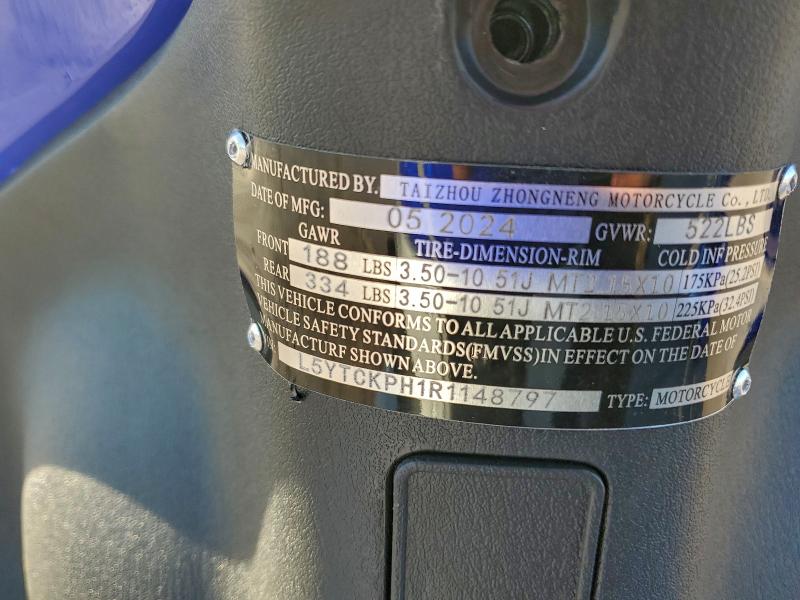 MANUFACTURED BY. TAIZHOU ZHONGNENG MOTORCYCLE Co., LTD.
DATE OF MFG: 05 2024 GVWR: 522LBS
GAWR TIRE-DIMENSION-RIM COLD INF PRESSURE
FRONT 188 LBS 3.50-10 51J MT2.15X10 175KPa(25.2PSI)
REAR 334 LBS 3.50-10 51J MT2.15X10 225KPa(32.4PSI)
THIS VEHICLE CONFORMS TO ALL APPLICABLE U.S. FEDERAL MOTOR
VEHICLE SAFETY STANDARDS(FMVSS)IN EFFECT ON THE DATE OF
MANUFACTURF SHOWN ABOVE.
L5YTCKPH1R1148797 TYPE: MOTORCYCLE